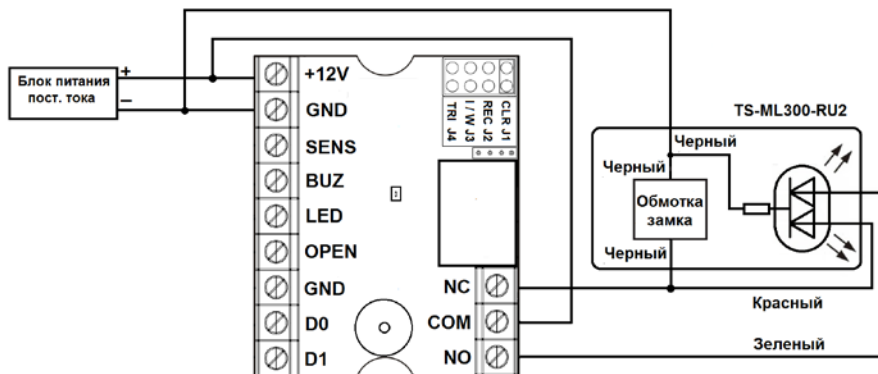 Блок питания
пост. тока
+
–
+12V
GND
SENS
BUZ
LED
OPEN
GND
D0
D1
TRI J4
I / W J3
REC J2
CLR J1
NC
COM
NO
TS-ML300-RU2
Черный
Черный
Обмотка
замка
Черный
Красный
Зеленый